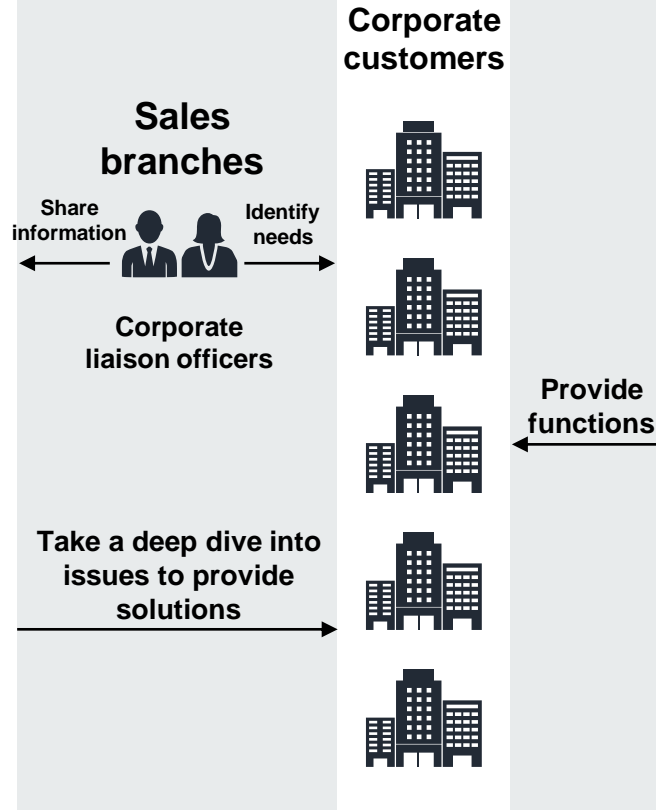 Corporate
customers
Sales
branches
Share
information
Identify
needs
Corporate
liaison officers
Provide
functions
Take a deep dive into
issues to provide
solutions